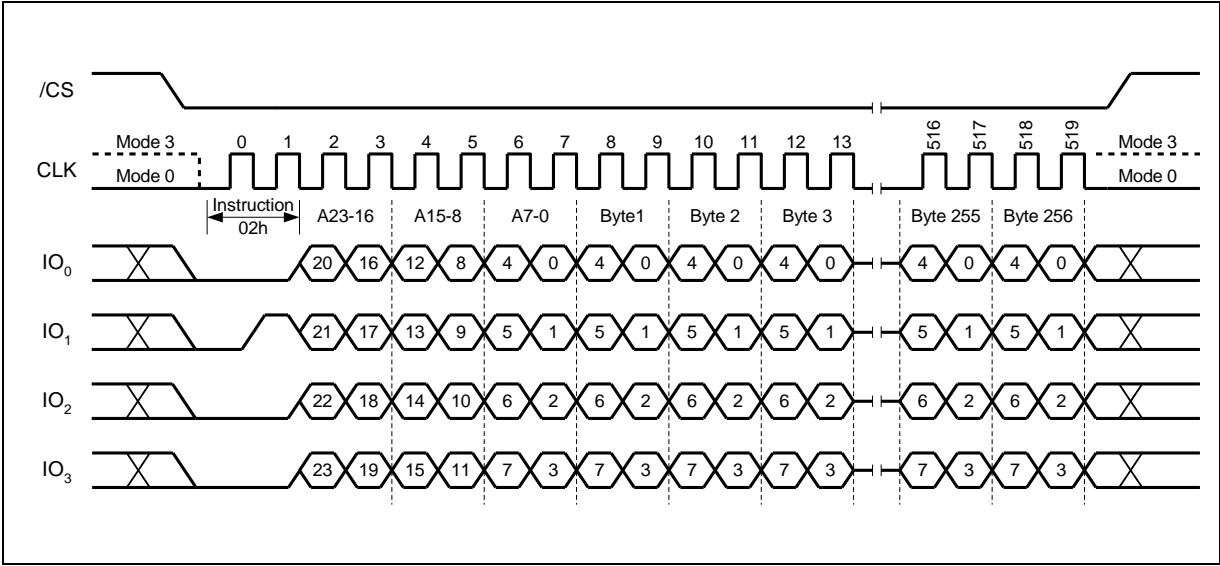 /CS
Mode 3 0 1 2 3 4 5 6 7 8 9 10 11 12 13 516 517 518 519 Mode 3
CLK
Mode 0 Mode 0
Instruction
02h
A23-16 A15-8 A7-0 Byte1 Byte 2 Byte 3 Byte 255 Byte 256
IO0 20 16 12 8 4 0 4 0 4 0 4 0 4 0 4 0
IO1 21 17 13 9 5 1 5 1 5 1 5 1 5 1 5 1
IO2 22 18 14 10 6 2 6 2 6 2 6 2 6 2 6 2
IO3 23 19 15 11 7 3 7 3 7 3 7 3 7 3 7 3